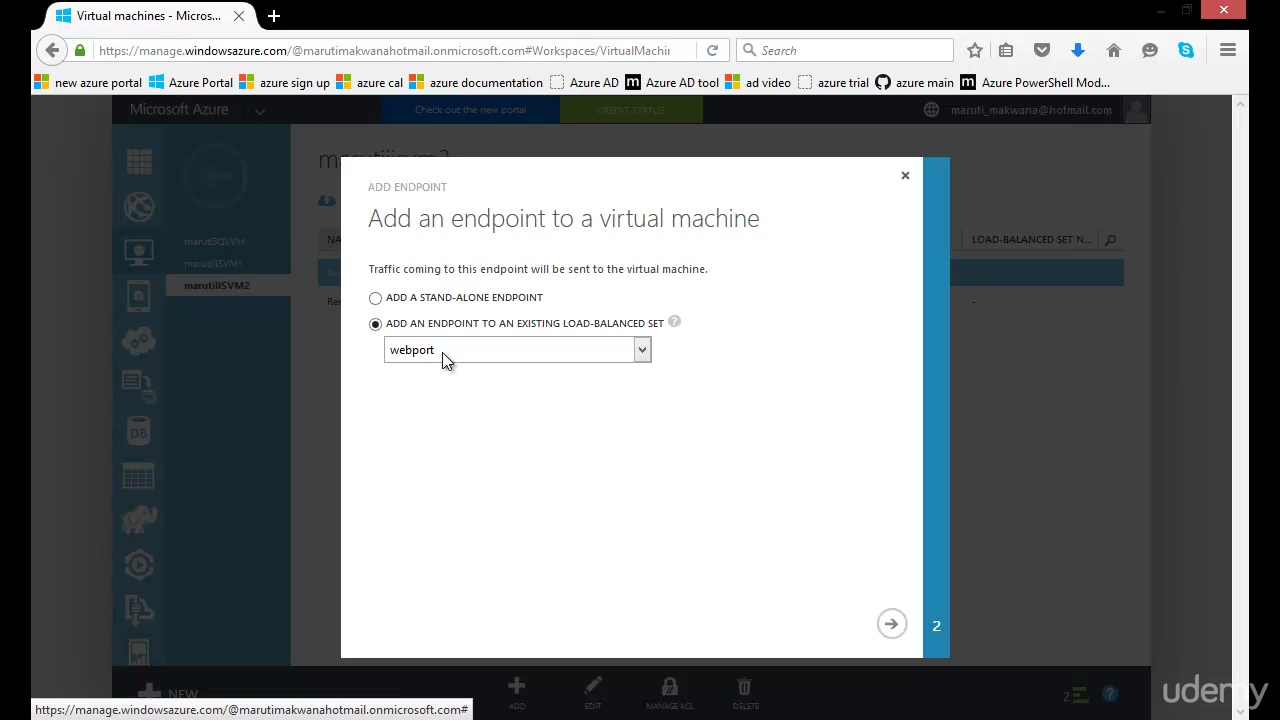 Virtual machines - Micros...
https://manage.windowsazure.com/@marutimakwanahotmail.onmicrosoft.com#Workspaces/VirtualMachin
Search
new azure portal
Azure Portal
azure sign up
azure cal
azure documentation
Azure AD
Azure AD tool
ad video
azure trial
azure main
Azure PowerShell Mod...
Microsoft Azure
Check out the new portal
CREDIT STATUS
maruti_makwana@hotmail.com
marutiSQLVM
marutiIISVM1
marutiIISVM2
LOAD-BALANCED SET N...
ADD ENDPOINT
Add an endpoint to a virtual machine
Traffic coming to this endpoint will be sent to the virtual machine.
ADD A STAND-ALONE ENDPOINT
ADD AN ENDPOINT TO AN EXISTING LOAD-BALANCED SET
webport
2
NEW
ADD
EDIT
MANAGE ACL
DELETE
2
https://manage.windowsazure.com/@marutimakwanahotmail.onmicrosoft.com#
udemy